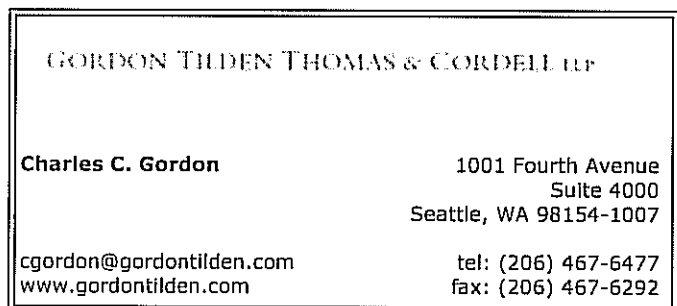 GORDON TILDEN THOMAS & CORDELL LLP
Charles C. Gordon
1001 Fourth Avenue
Suite 4000
Seattle, WA 98154-1007
cgordon@gordontilden.com
tel: (206) 467-6477
www.gordontilden.com
fax: (206) 467-6292